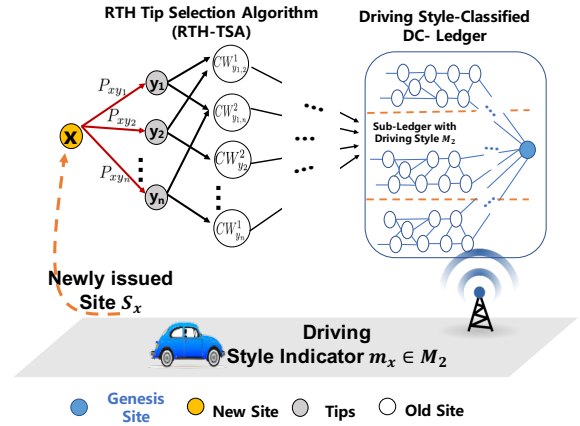 RTH Tip Selection Algorithm
(RTH-TSA)
Driving Style-Classified
DC- Ledger
P_{xy_1}
P_{xy_2}
P_{xy_n}
x
y₁
y₂
yₙ
CW^1_{y_{1,2}}
CW^2_{y_{1,n}}
CW^2_{y_2}
CW^1_{y_n}
Sub-Ledger with
Driving Style M₂
Newly issued
Site Sₓ
Driving
Style Indicator mₓ ∈ M₂
Genesis
Site
New Site
Tips
Old Site